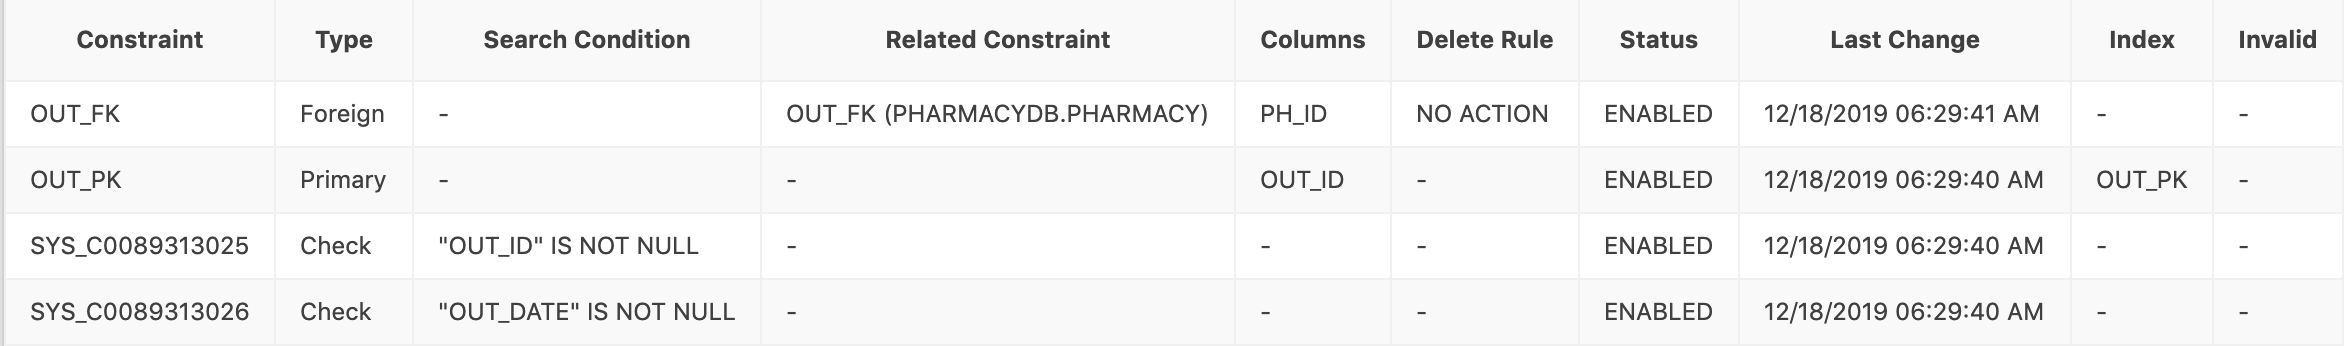 Constraint Type Search Condition Related Constraint Columns Delete Rule Status Last Change Index Invalid
OUT_FK Foreign - OUT_FK (PHARMACYDB.PHARMACY) PH_ID NO ACTION ENABLED 12/18/2019 06:29:41 AM - -
OUT_PK Primary - - OUT_ID - ENABLED 12/18/2019 06:29:40 AM OUT_PK -
SYS_C0089313025 Check "OUT_ID" IS NOT NULL - - - ENABLED 12/18/2019 06:29:40 AM - -
SYS_C0089313026 Check "OUT_DATE" IS NOT NULL - - - ENABLED 12/18/2019 06:29:40 AM - -